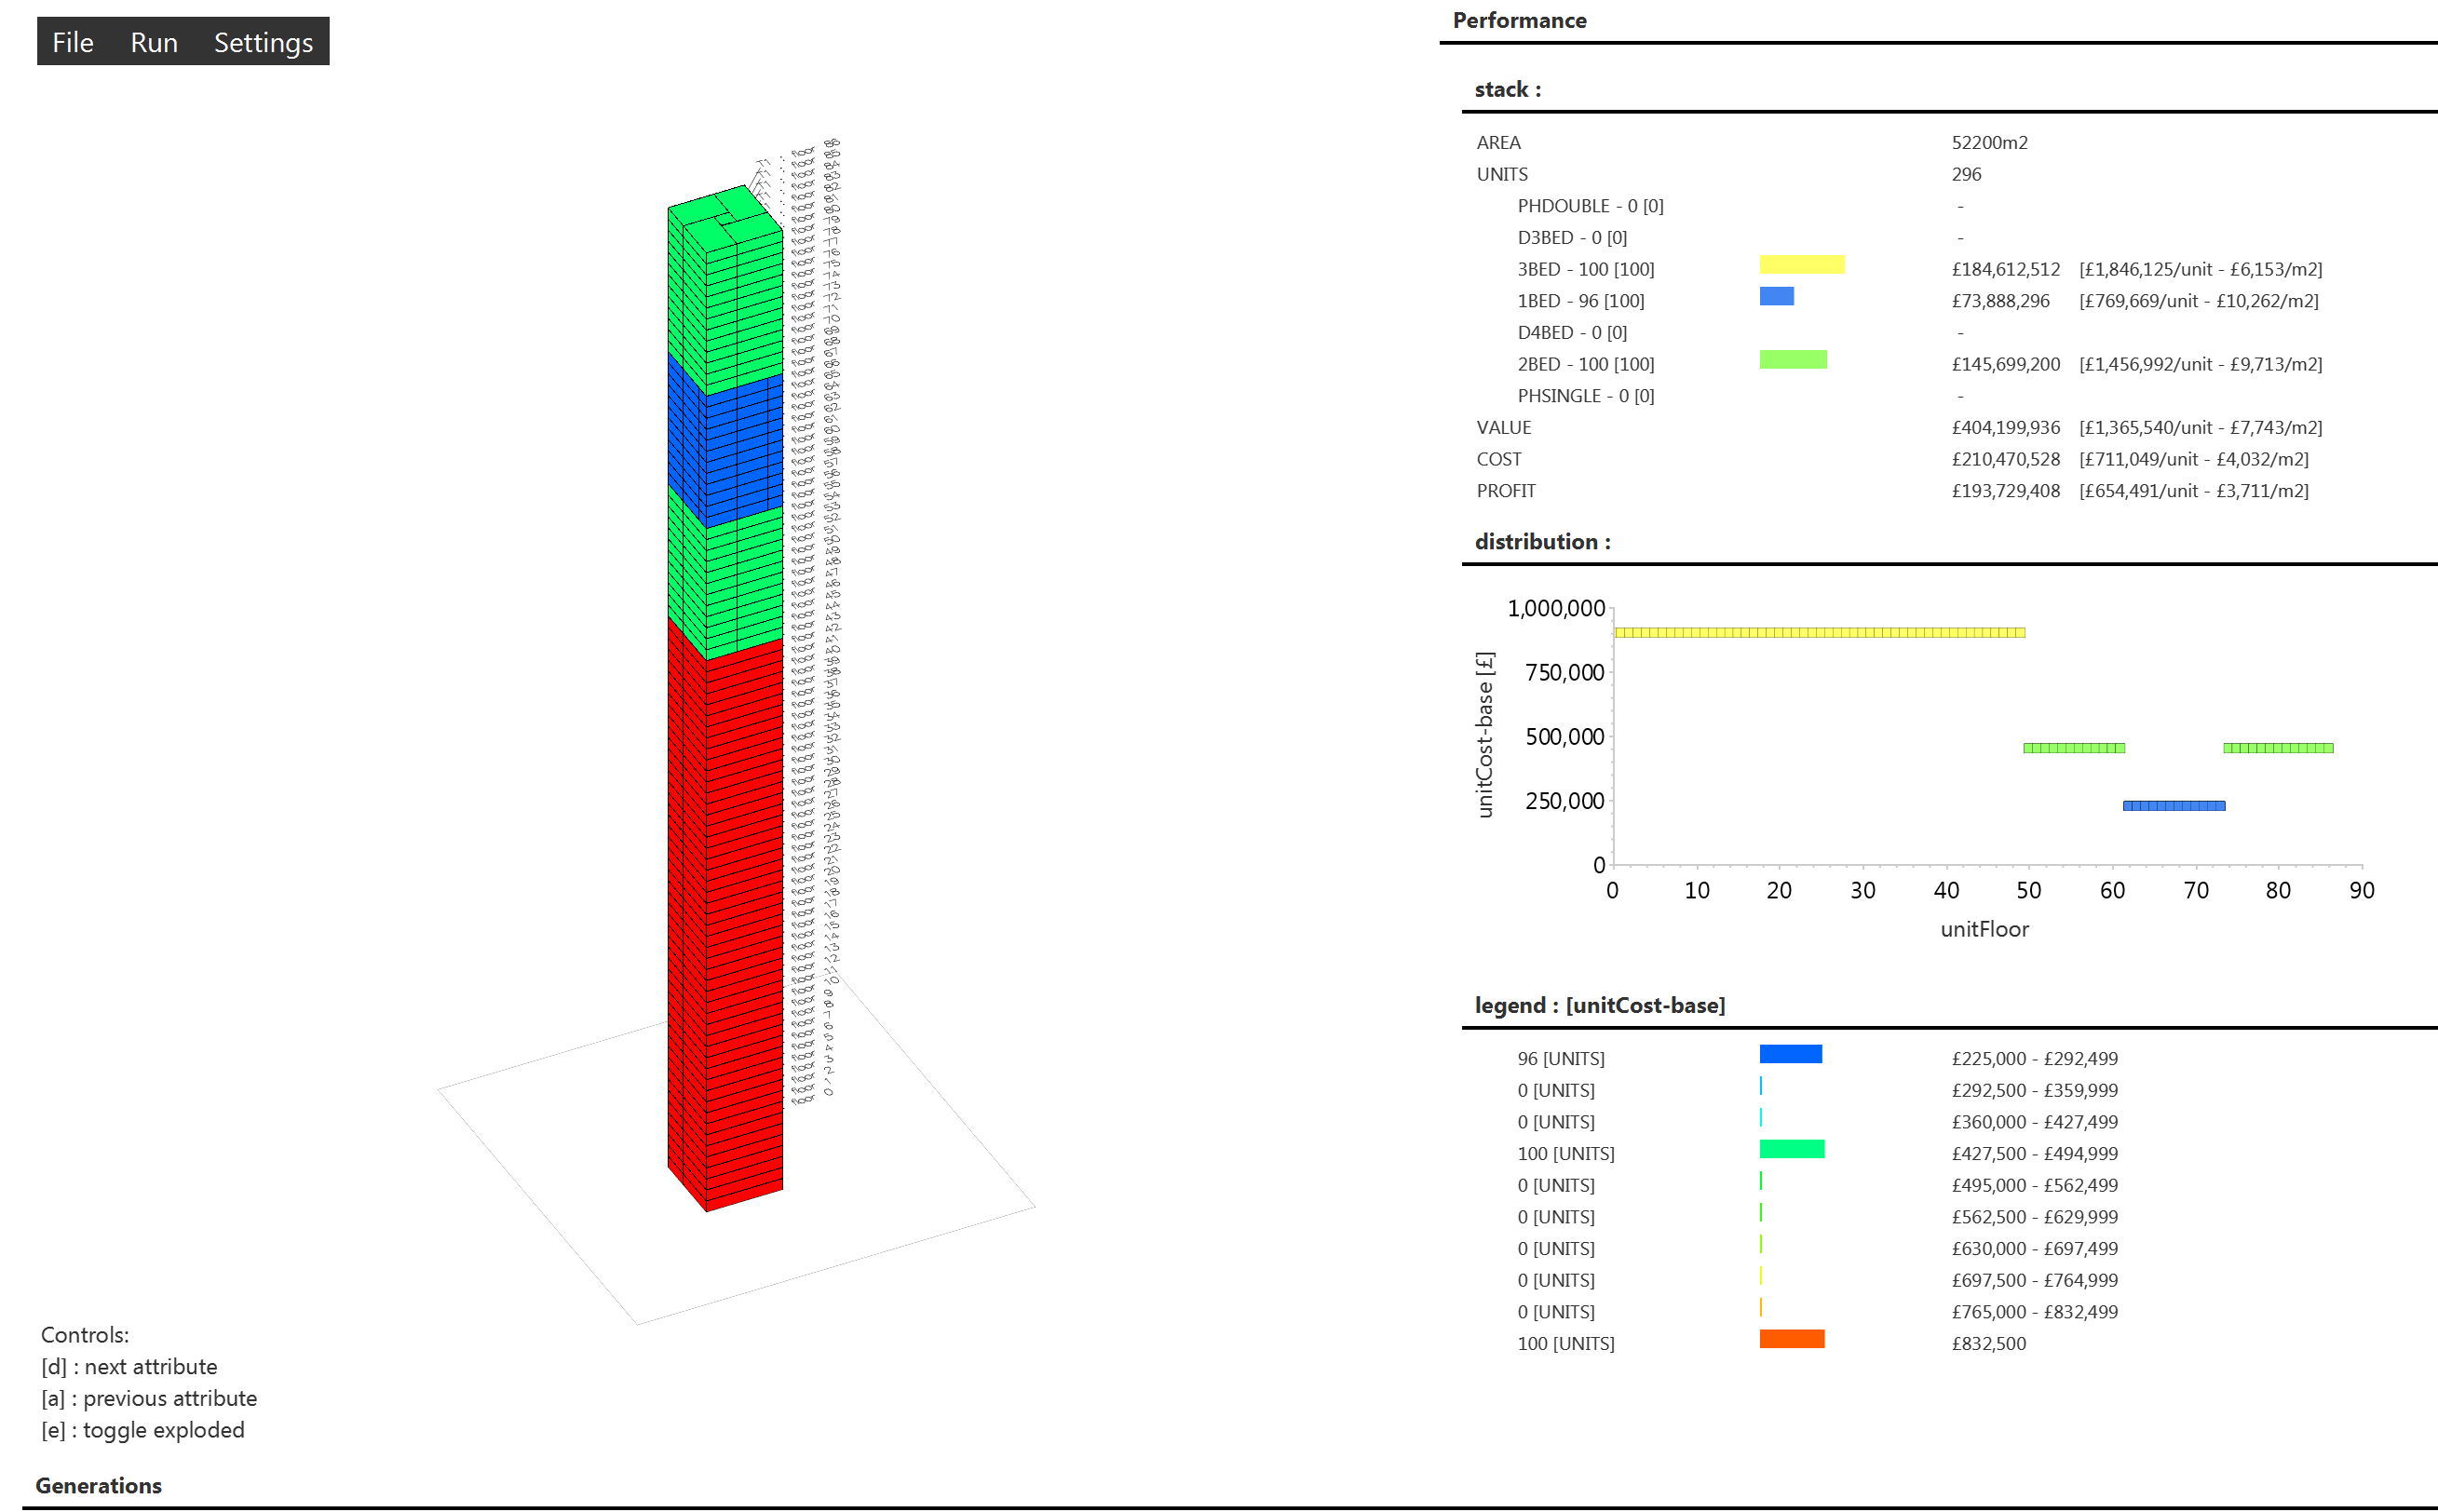 File Run Settings
Performance
stack :
AREA 52200m2
UNITS 296
PHDOUBLE - 0 [0] -
D3BED - 0 [0] -
3BED - 100 [100] £184,612,512 [£1,846,125/unit - £6,153/m2]
1BED - 96 [100] £73,888,296 [£769,669/unit - £10,262/m2]
D4BED - 0 [0] -
2BED - 100 [100] £145,699,200 [£1,456,992/unit - £9,713/m2]
PHSINGLE - 0 [0] -
VALUE £404,199,936 [£1,365,540/unit - £7,743/m2]
COST £210,470,528 [£711,049/unit - £4,032/m2]
PROFIT £193,729,408 [£654,491/unit - £3,711/m2]
distribution :
unitCost-base [£]
1,000,000
750,000
500,000
250,000
0
0 10 20 30 40 50 60 70 80 90
unitFloor
legend : [unitCost-base]
96 [UNITS] £225,000 - £292,499
0 [UNITS] £292,500 - £359,999
0 [UNITS] £360,000 - £427,499
100 [UNITS] £427,500 - £494,999
0 [UNITS] £495,000 - £562,499
0 [UNITS] £562,500 - £629,999
0 [UNITS] £630,000 - £697,499
0 [UNITS] £697,500 - £764,999
0 [UNITS] £765,000 - £832,499
100 [UNITS] £832,500
Controls:
[d] : next attribute
[a] : previous attribute
[e] : toggle exploded
Generations